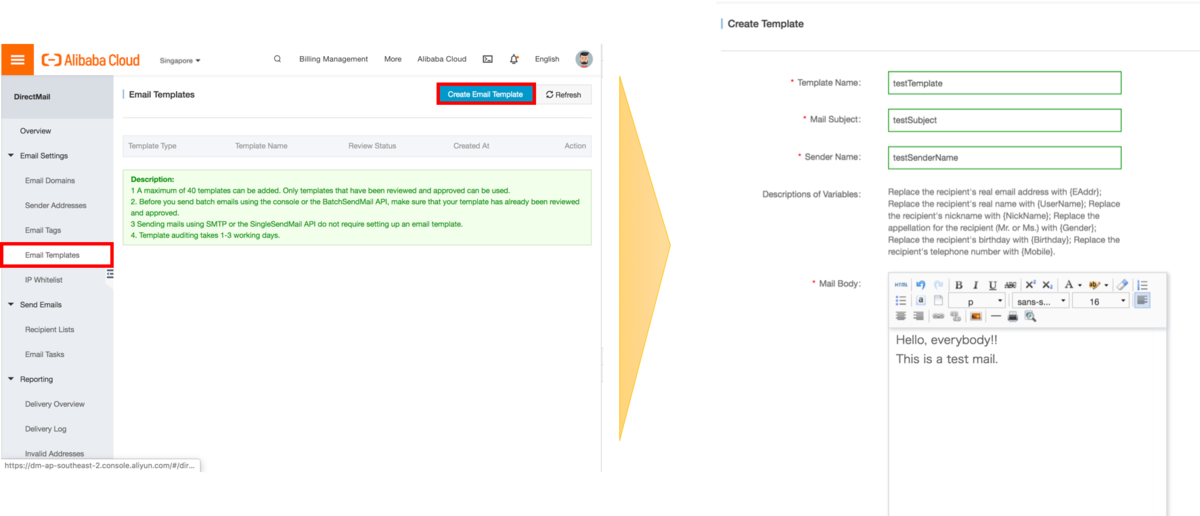 Alibaba Cloud
Singapore
Billing Management
More
Alibaba Cloud
English
DirectMail
Overview
Email Settings
Email Domains
Sender Addresses
Email Tags
Email Templates
IP Whitelist
Send Emails
Recipient Lists
Email Tasks
Reporting
Delivery Overview
Delivery Log
Invalid Addresses
https://dm-ap-southeast-2.console.aliyun.com/#/dir...
Email Templates
Create Email Template
Refresh
Template Type
Template Name
Review Status
Created At
Action
Description:
1 A maximum of 40 templates can be added. Only templates that have been reviewed and approved can be used.
2. Before you send batch emails using the console or the BatchSendMail API, make sure that your template has already been reviewed
and approved.
3 Sending mails using SMTP or the SingleSendMail API do not require setting up an email template.
4. Template auditing takes 1-3 working days.
Create Template
* Template Name:
testTemplate
* Mail Subject:
testSubject
* Sender Name:
testSenderName
Descriptions of Variables:
Replace the recipient's real email address with {EAddr};
Replace the recipient's real name with {UserName}; Replace
the recipient's nickname with {NickName}; Replace the
appellation for the recipient (Mr. or Ms.) with {Gender};
Replace the recipient's birthday with {Birthday}; Replace the
recipient's telephone number with {Mobile}.
* Mail Body:
HTML
B I U ABC X² X₂ A
a
p
sans-s...
16
Hello, everybody!!
This is a test mail.